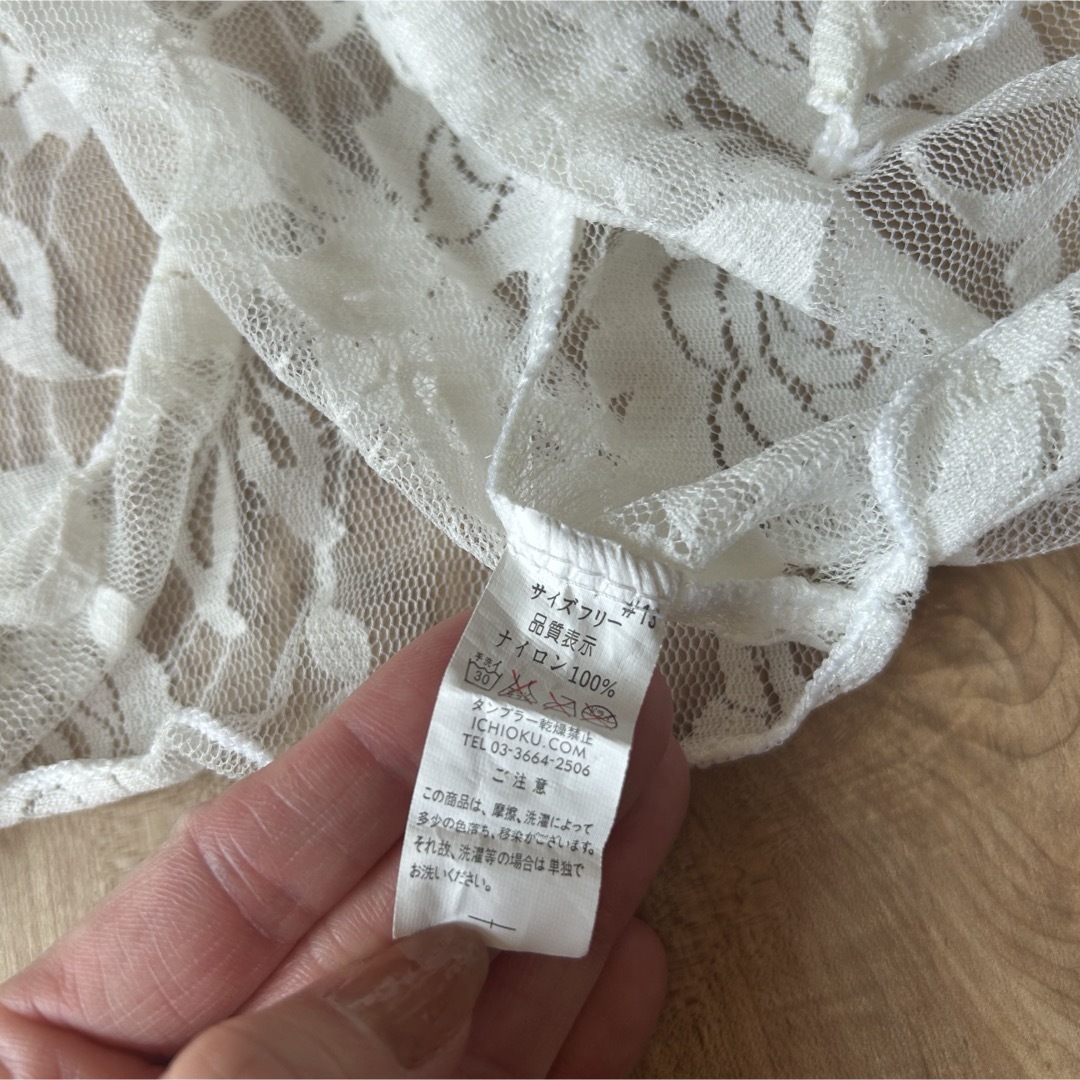 サイズフリー #13
品質表示
ナイロン100%
手洗イ
30
タンブラー乾燥禁止
ICHIOKU.COM
TEL 03-3664-2506
ご注意
この商品は、摩擦、洗濯によって
多少の色落ち、移染がございます。
それ故、洗濯等の場合は単独で
お洗いください。